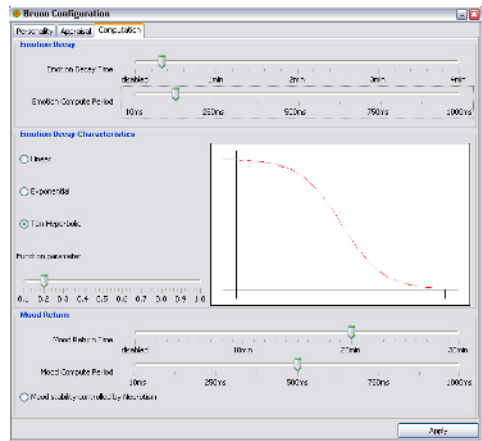 Bruno Configuration
Personality Appraisal Computation
Emotion Decay
Emotion Decay Time
disabled 1min 2min 3min 4min
Emotion Compute Period
10ms 250ms 500ms 750ms 1000ms
Emotion Decay Characteristics
Linear
Exponential
Tan Hyperbolic
Function parameter
0.1 0.2 0.3 0.4 0.5 0.6 0.7 0.8 0.9 1.0
Mood Return
Mood Return Time
disabled 10min 20min 30min
Mood Compute Period
10ms 250ms 500ms 750ms 1000ms
Mood stability controlled by Neurotism
Apply